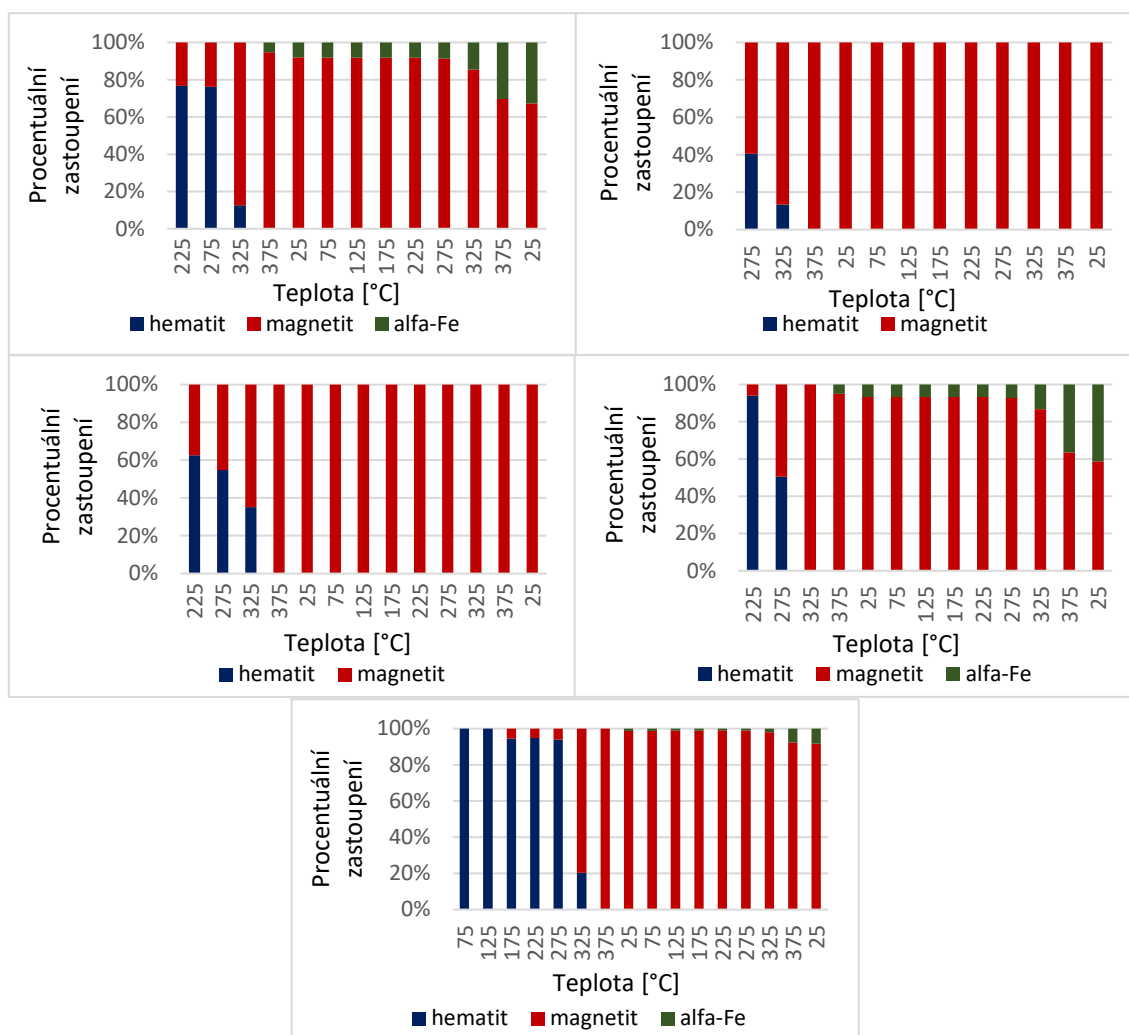 100%
80%
60%
40%
20%
0%
Procentuální
zastoupení
225 275 325 375 25 75 125 175 225 275 325 375 25
Teplota [°C]
hematit magnetit alfa-Fe
100%
80%
60%
40%
20%
0%
Procentuální
zastoupení
275 325 375 25 75 125 175 225 275 325 375 25
Teplota [°C]
hematit magnetit
100%
80%
60%
40%
20%
0%
Procentuální
zastoupení
225 275 325 375 25 75 125 175 225 275 325 375 25
Teplota [°C]
hematit magnetit
100%
80%
60%
40%
20%
0%
Procentuální
zastoupení
225 275 325 375 25 75 125 175 225 275 325 375 25
Teplota [°C]
hematit magnetit alfa-Fe
100%
80%
60%
40%
20%
0%
Procentuální
zastoupení
75 125 175 225 275 325 375 25 75 125 175 225 275 325 375 25
Teplota [°C]
hematit magnetit alfa-Fe